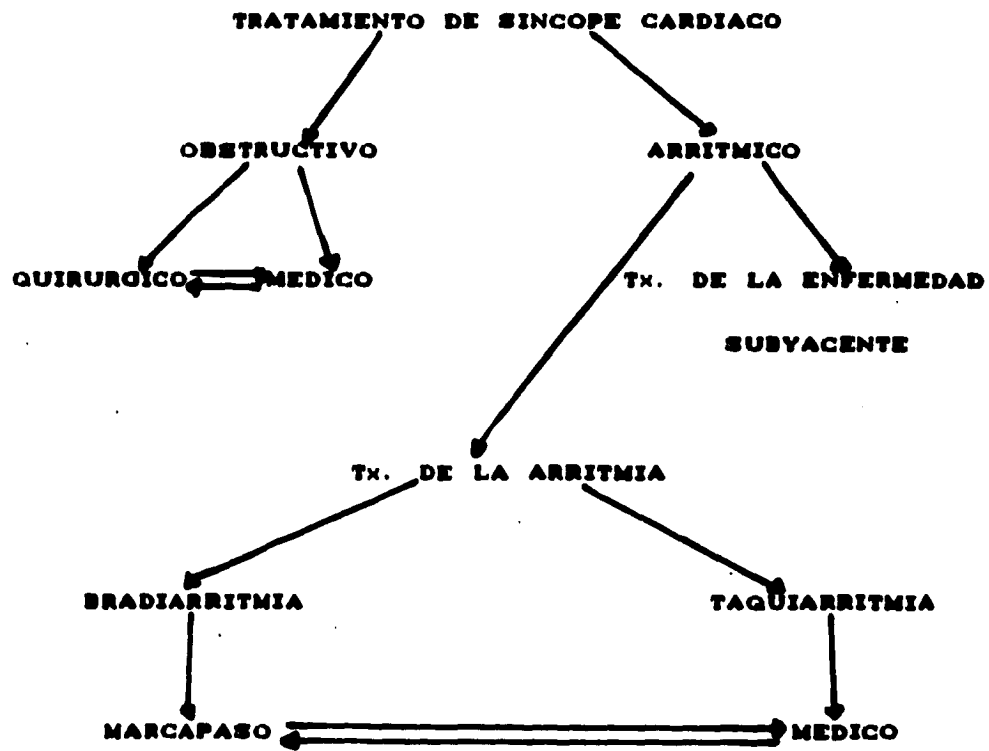 TRATAMIENTO DE SINCOPE CARDIACO
OBSTRUCTIVO ARRITMICO
QUIRURGICO MEDICO Tx. DE LA ENFERMEDAD
SUBYACENTE
Tx. DE LA ARRITMIA
BRADIARRITMIA TAQUIARRITMIA
MARCAPASO MEDICO